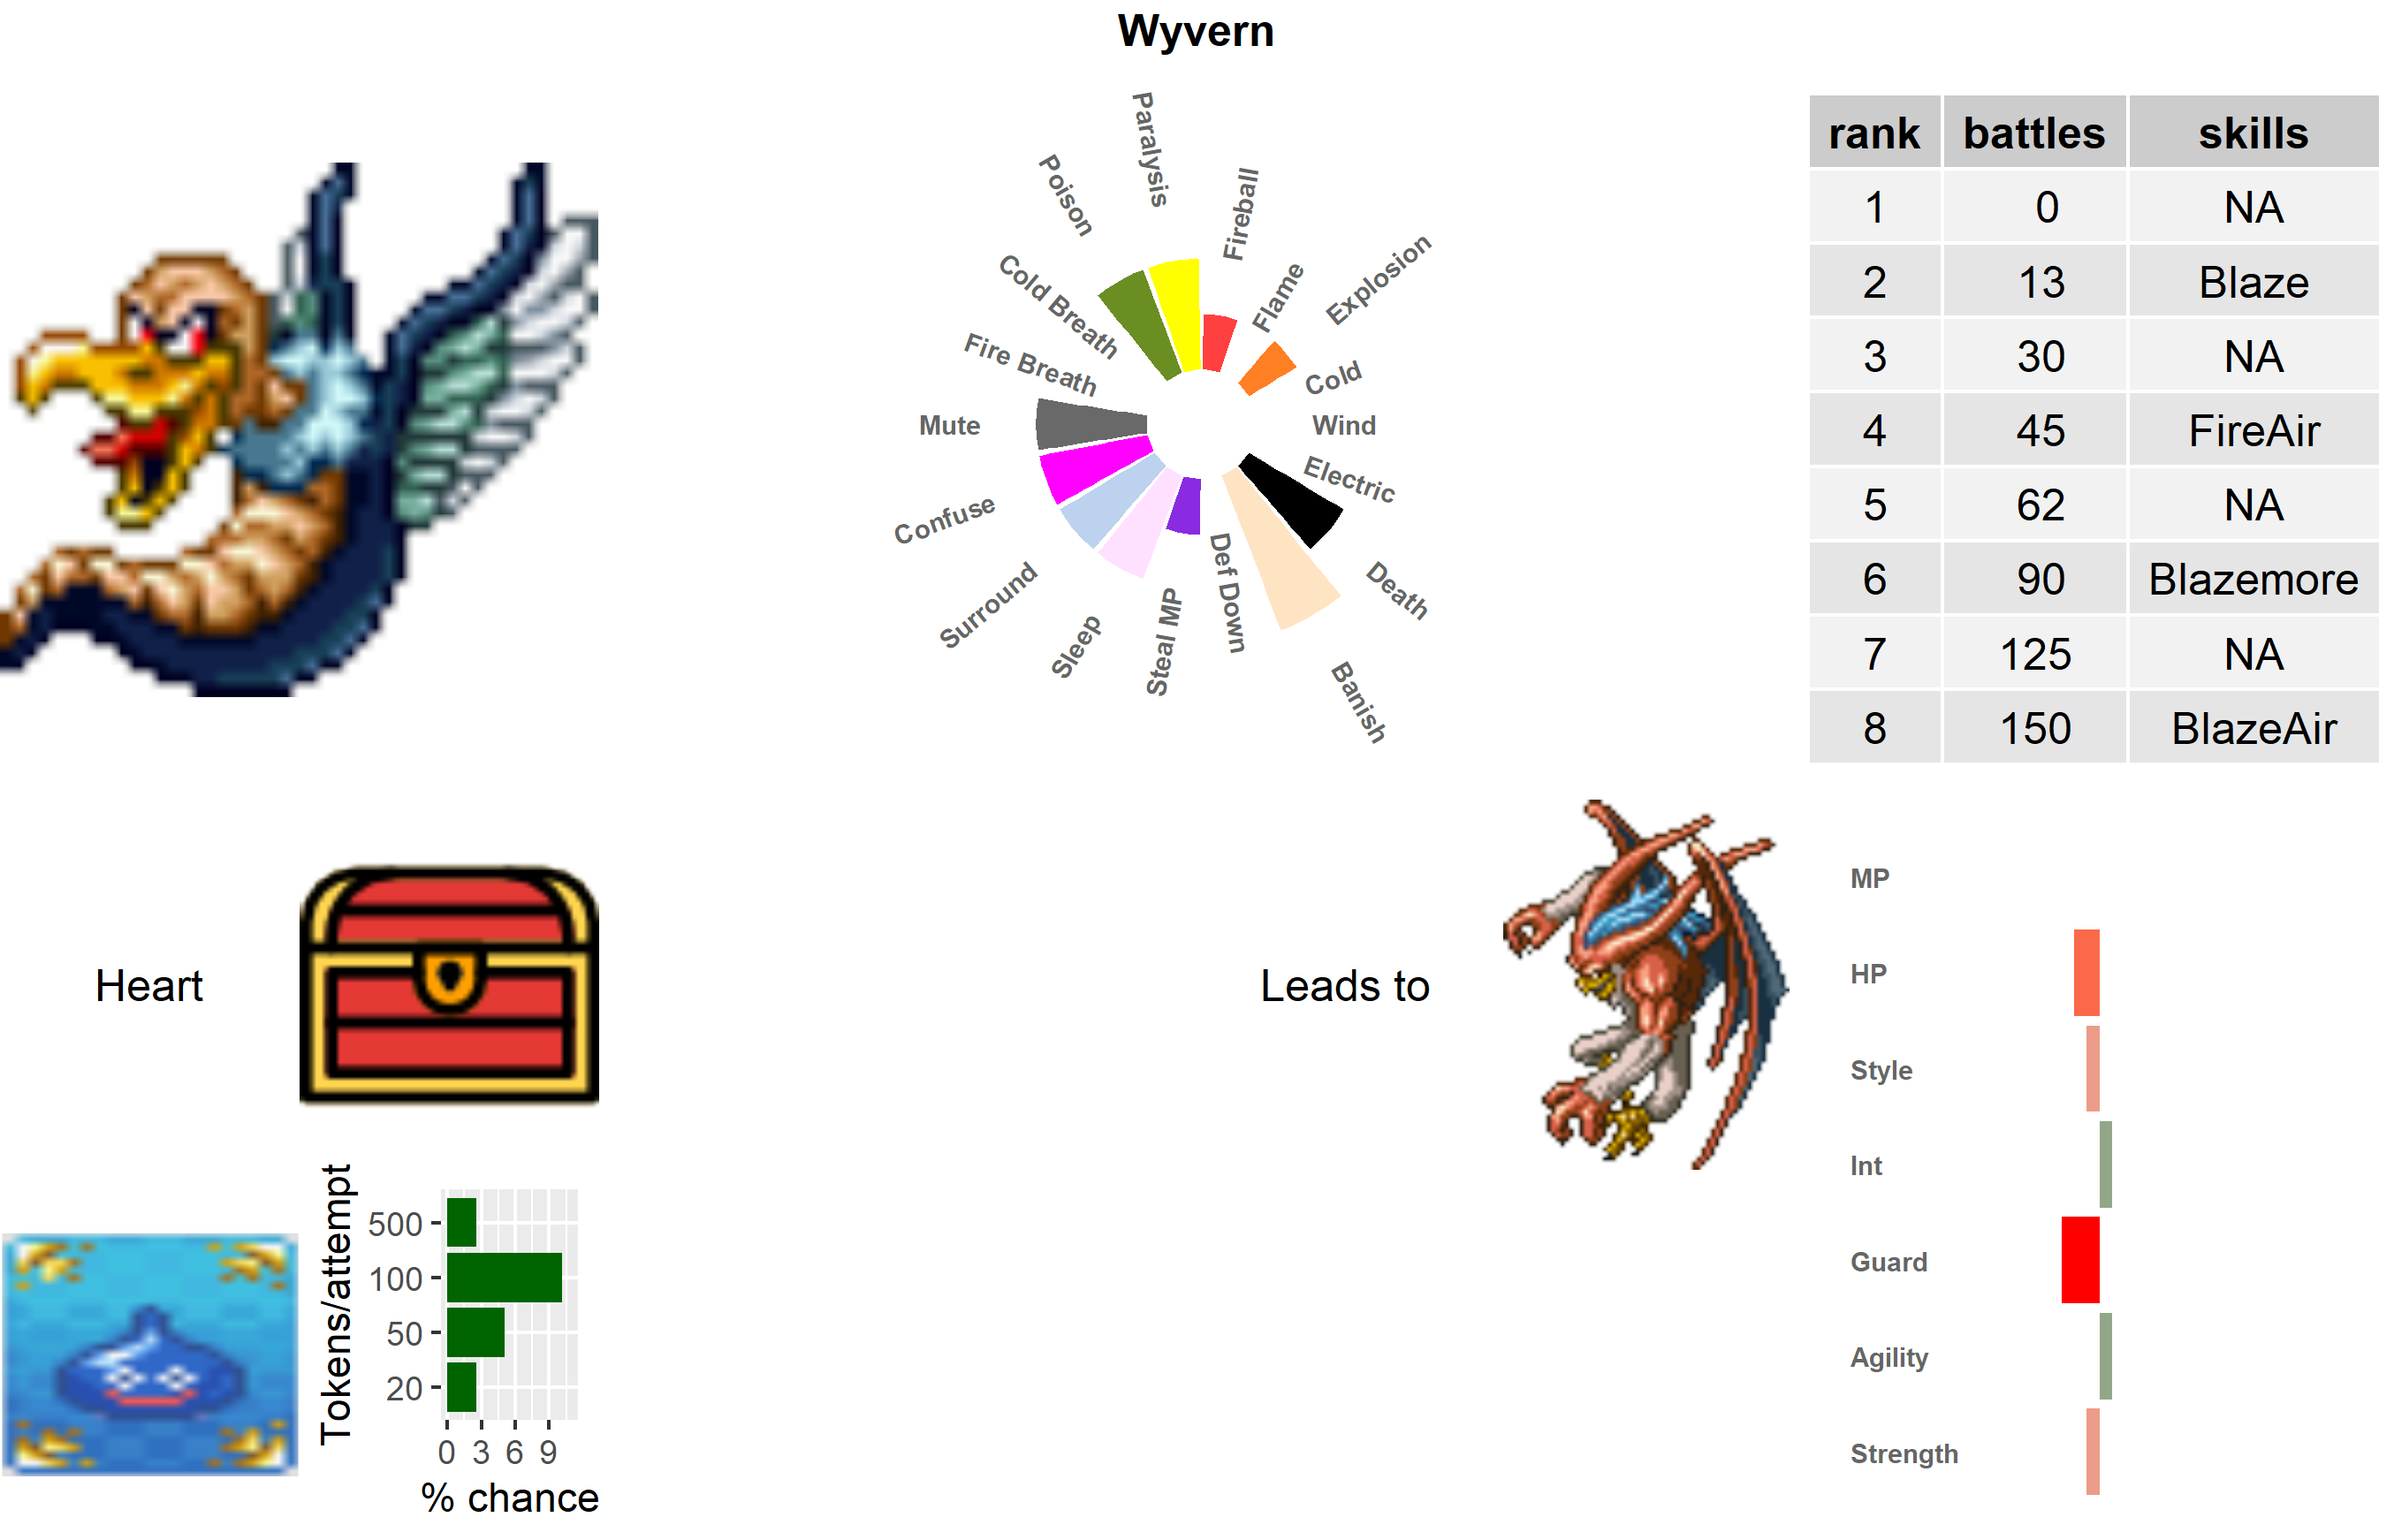 Wyvern
Paralysis
Poison
Fireball
Explosion
Cold Breath
Flame
Fire Breath
Cold
Mute
Wind
Electric
Confuse
Death
Surround
Def Down
Sleep
Steal MP
Banish
rank battles skills
1 0 NA
2 13 Blaze
3 30 NA
4 45 FireAir
5 62 NA
6 90 Blazemore
7 125 NA
8 150 BlazeAir
Heart
Leads to
MP
HP
Style
Int
Guard
Agility
Strength
Tokens/attempt
500
100
50
20
0 3 6 9
% chance